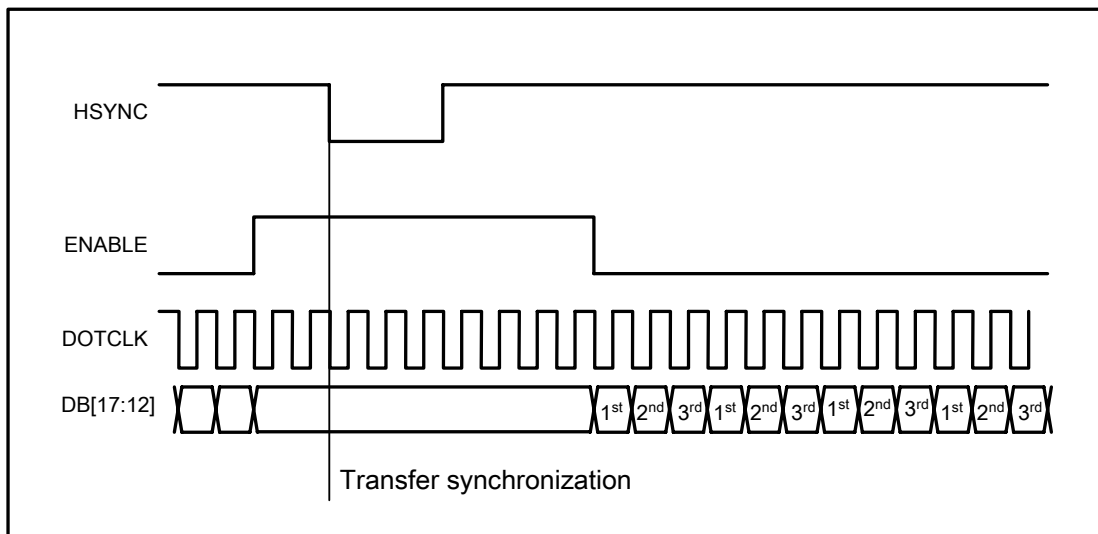 HSYNC
ENABLE
DOTCLK
DB[17:12] 1st 2nd 3rd 1st 2nd 3rd 1st 2nd 3rd 1st 2nd 3rd
Transfer synchronization